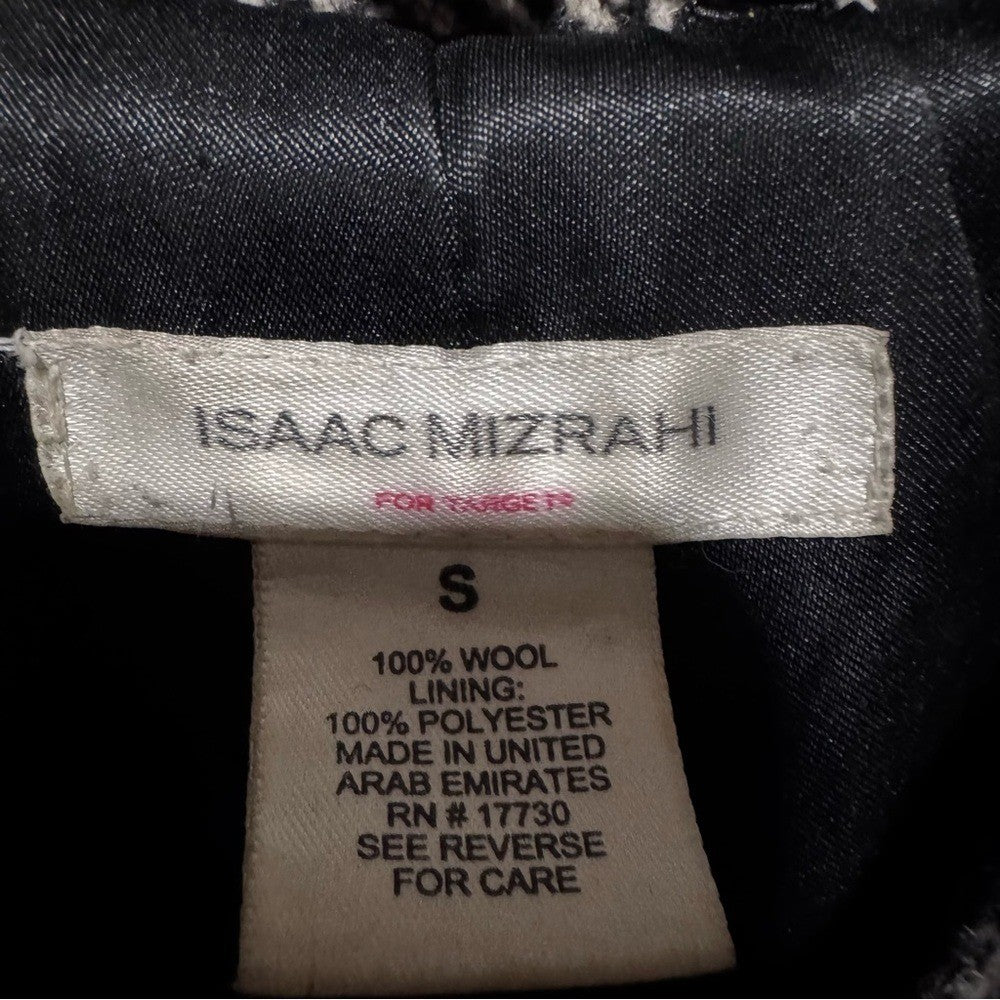 ISAAC MIZRAHI
FOR TARGET®
S
100% WOOL
LINING:
100% POLYESTER
MADE IN UNITED
ARAB EMIRATES
RN # 17730
SEE REVERSE
FOR CARE